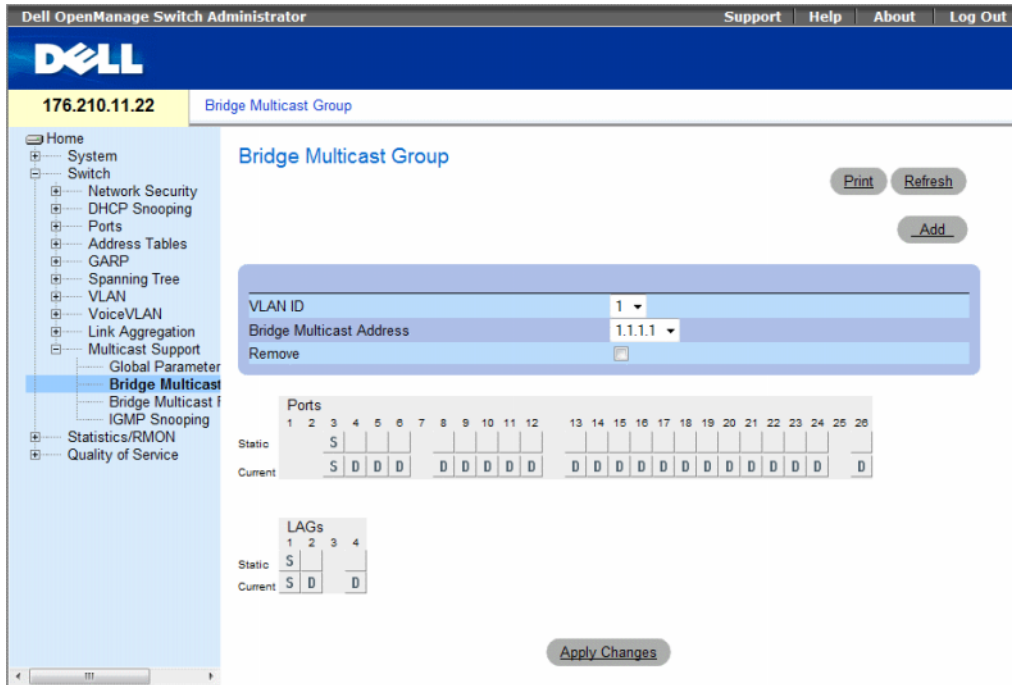 Dell OpenManage Switch Administrator Support Help About Log Out
DELL
176.210.11.22 Bridge Multicast Group
Home
System
Switch
Network Security
DHCP Snooping
Ports
Address Tables
GARP
Spanning Tree
VLAN
VoiceVLAN
Link Aggregation
Multicast Support
Global Parameter
Bridge Multicast
Bridge Multicast F
IGMP Snooping
Statistics/RMON
Quality of Service
Bridge Multicast Group
Print Refresh
Add
VLAN ID 1
Bridge Multicast Address 1.1.1.1
Remove
Ports
1 2 3 4 5 6 7 8 9 10 11 12 13 14 15 16 17 18 19 20 21 22 23 24 25 26
Static S
Current S D D D D D D D D D D D D D D D D D D D D D D
LAGs
1 2 3 4
Static S
Current S D D
Apply Changes